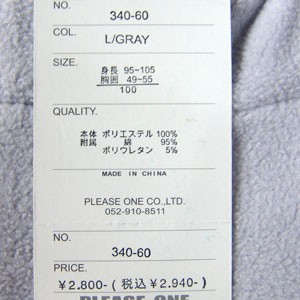 NO.
340-60
COL.
L/GRAY
SIZE.
身長 95~105
胸囲 49~55
100
QUALITY.
本体 ポリエステル 100%
附属 綿 95%
ポリウレタン 5%
MADE IN CHINA
PLEASE ONE CO.,LTD.
052-910-8511
NO.
340-60
PRICE.
¥2.800-(税込¥2.940-)
PLEASE ONE